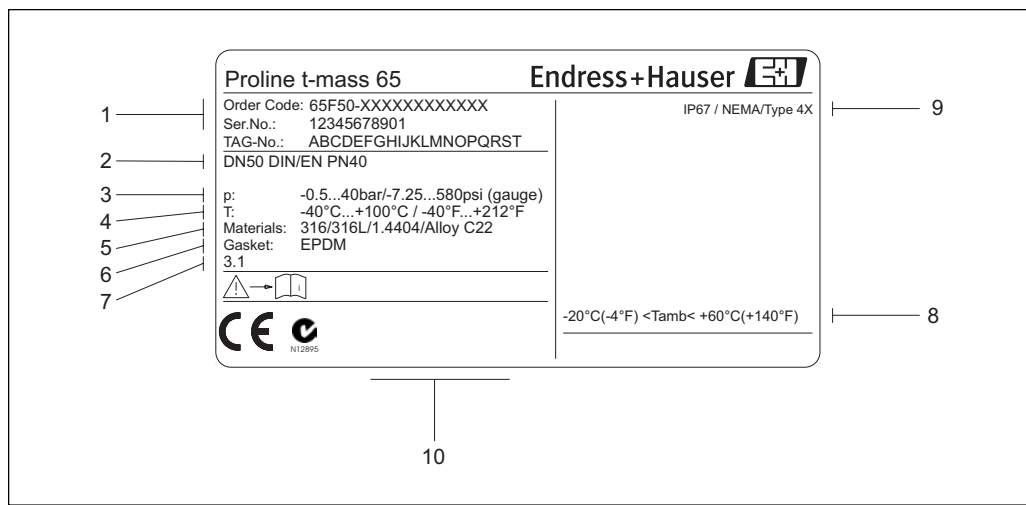 Proline t-mass 65 Endress+Hauser EH
1 Order Code: 65F50-XXXXXXXXXXXX IP67 / NEMA/Type 4X 9
Ser.No.: 12345678901
TAG-No.: ABCDEFGHIJKLMNOPQRST
2 DN50 DIN/EN PN40
3 p: -0.5...40bar/-7.25...580psi (gauge)
4 T: -40°C...+100°C / -40°F...+212°F
5 Materials: 316/316L/1.4404/Alloy C22
6 Gasket: EPDM
7 3.1
i
-20°C(-4°F) <Tamb< +60°C(+140°F) 8
CE N12895
10